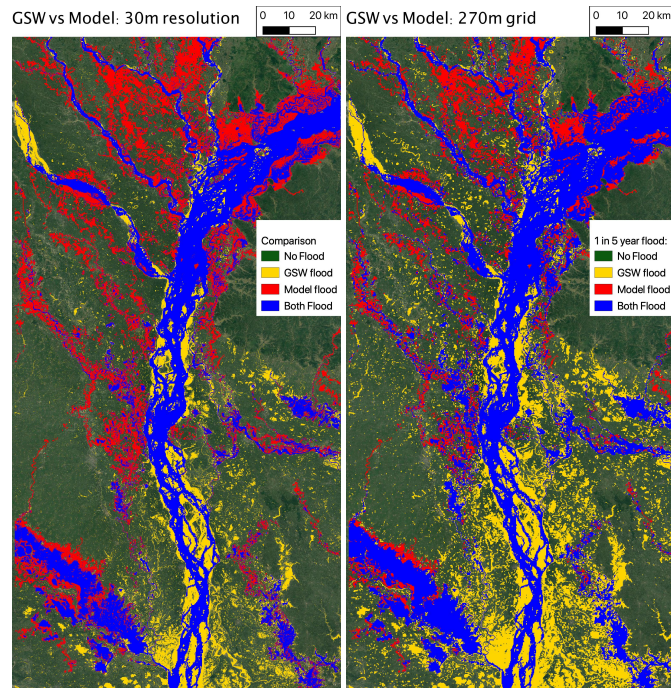 GSW vs Model: 30m resolution
0 10 20 km
Comparison
No Flood
GSW flood
Model flood
Both Flood
GSW vs Model: 270m grid
0 10 20 km
1 in 5 year flood:
No Flood
GSW flood
Model flood
Both Flood